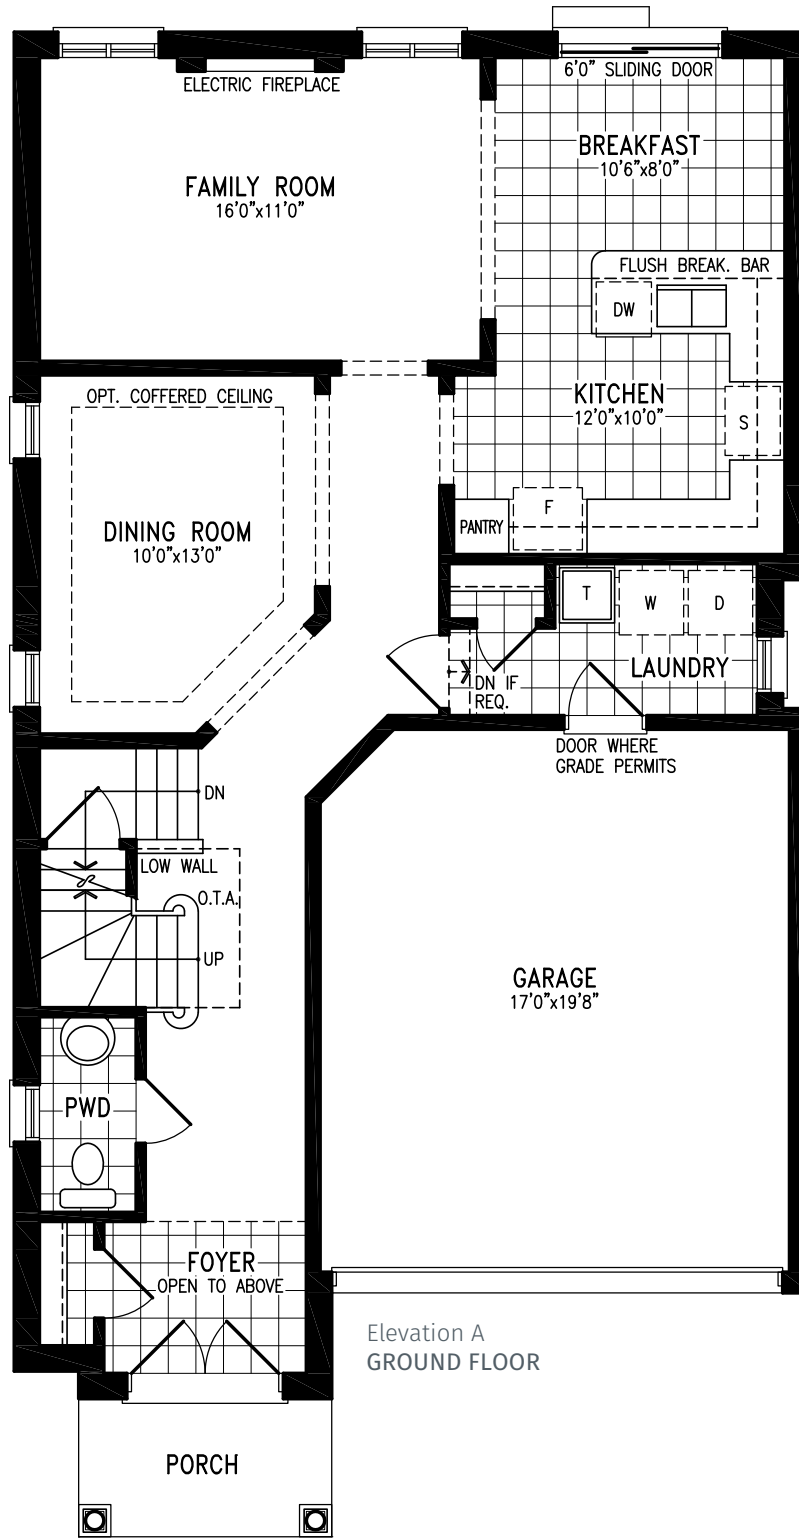 6'0" SLIDING DOOR
ELECTRIC FIREPLACE
BREAKFAST
10'6"x8'0"
FAMILY ROOM
16'0"x11'0"
FLUSH BREAK. BAR
DW
KITCHEN
12'0"x10'0"
S
OPT. COFFERED CEILING
F
PANTRY
DINING ROOM
10'0"x13'0"
T
W
D
LAUNDRY
DN IF
REQ.
DOOR WHERE
GRADE PERMITS
DN
LOW WALL
O.T.A.
UP
GARAGE
17'0"x19'8"
PWD
FOYER
OPEN TO ABOVE
Elevation A
GROUND FLOOR
PORCH